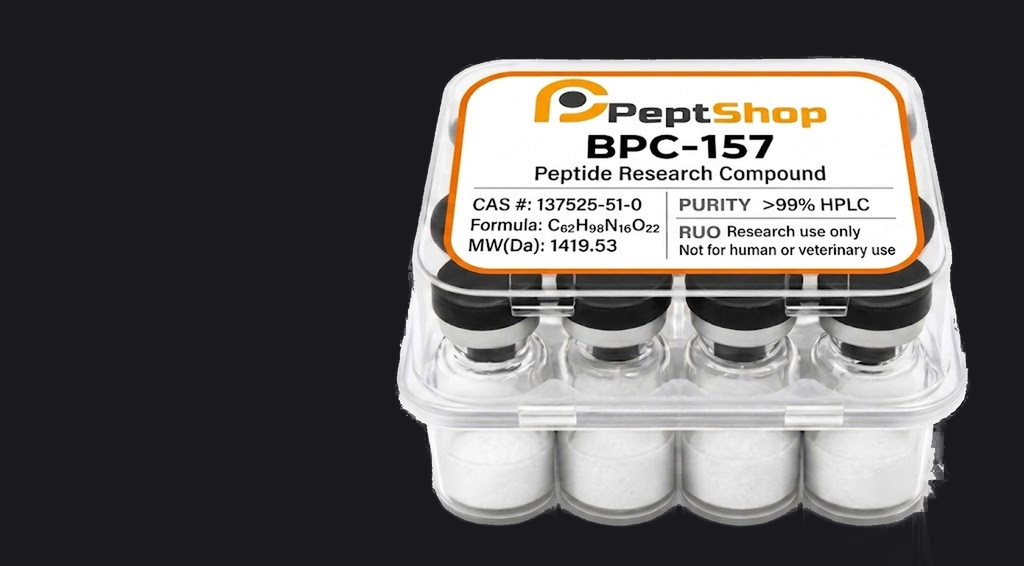 PeptShop
BPC-157
Peptide Research Compound
CAS #: 137525-51-0
Formula: C₆₂H₉₈N₁₆O₂₂
MW(Da): 1419.53
PURITY >99% HPLC
RUO Research use only
Not for human or veterinary use